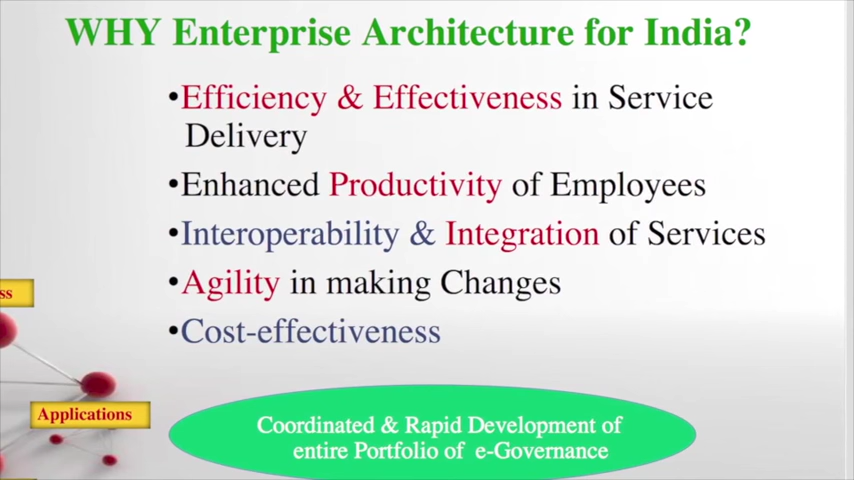 WHY Enterprise Architecture for India?
•Efficiency & Effectiveness in Service
Delivery
•Enhanced Productivity of Employees
•Interoperability & Integration of Services
•Agility in making Changes
•Cost-effectiveness
ss
Applications
Coordinated & Rapid Development of
entire Portfolio of e-Governance